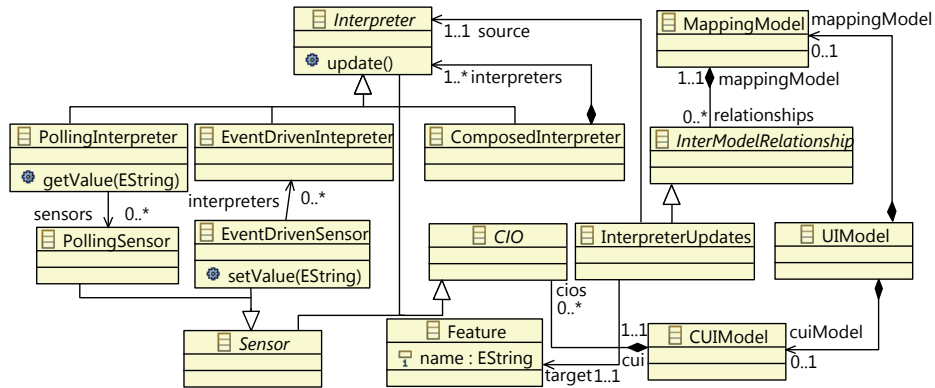 Interpreter
update()
1..1 source
1..* interpreters
MappingModel
mappingModel
0..1
1..1
mappingModel
0..*
relationships
PollingInterpreter
getValue(EString)
EventDrivenIntepreter
ComposedInterpreter
InterModelRelationship
sensors
0..*
interpreters
0..*
PollingSensor
EventDrivenSensor
setValue(EString)
CIO
InterpreterUpdates
UIModel
cios
0..*
Sensor
Feature
name : EString
1..1
cui
CUIModel
cuiModel
0..1
target
1..1